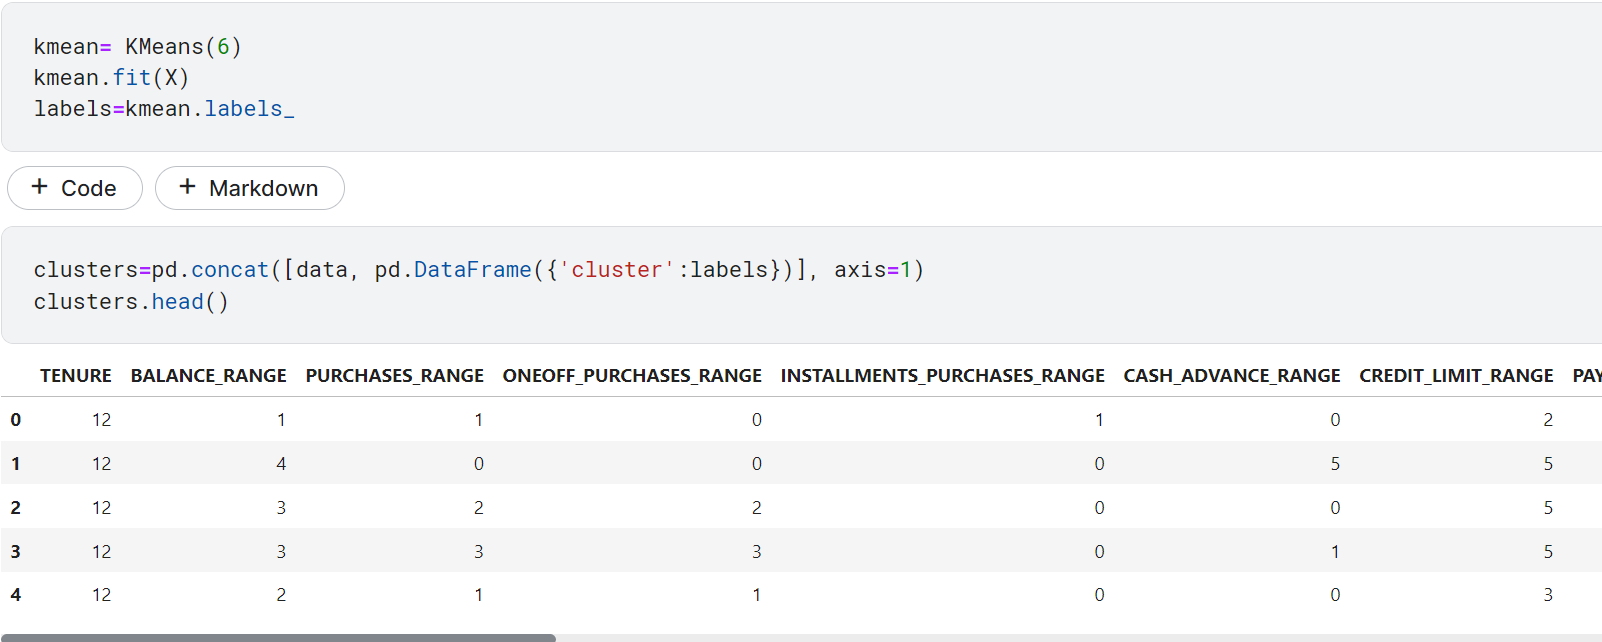 kmean= KMeans(6)
kmean.fit(X)
labels=kmean.labels_
+ Code + Markdown
clusters=pd.concat([data, pd.DataFrame({'cluster':labels})], axis=1)
clusters.head()
TENURE BALANCE_RANGE PURCHASES_RANGE ONEOFF_PURCHASES_RANGE INSTALLMENTS_PURCHASES_RANGE CASH_ADVANCE_RANGE CREDIT_LIMIT_RANGE PAY
0 12 1 1 0 1 0 2
1 12 4 0 0 0 5 5
2 12 3 2 2 0 0 5
3 12 3 3 3 0 1 5
4 12 2 1 1 0 0 3